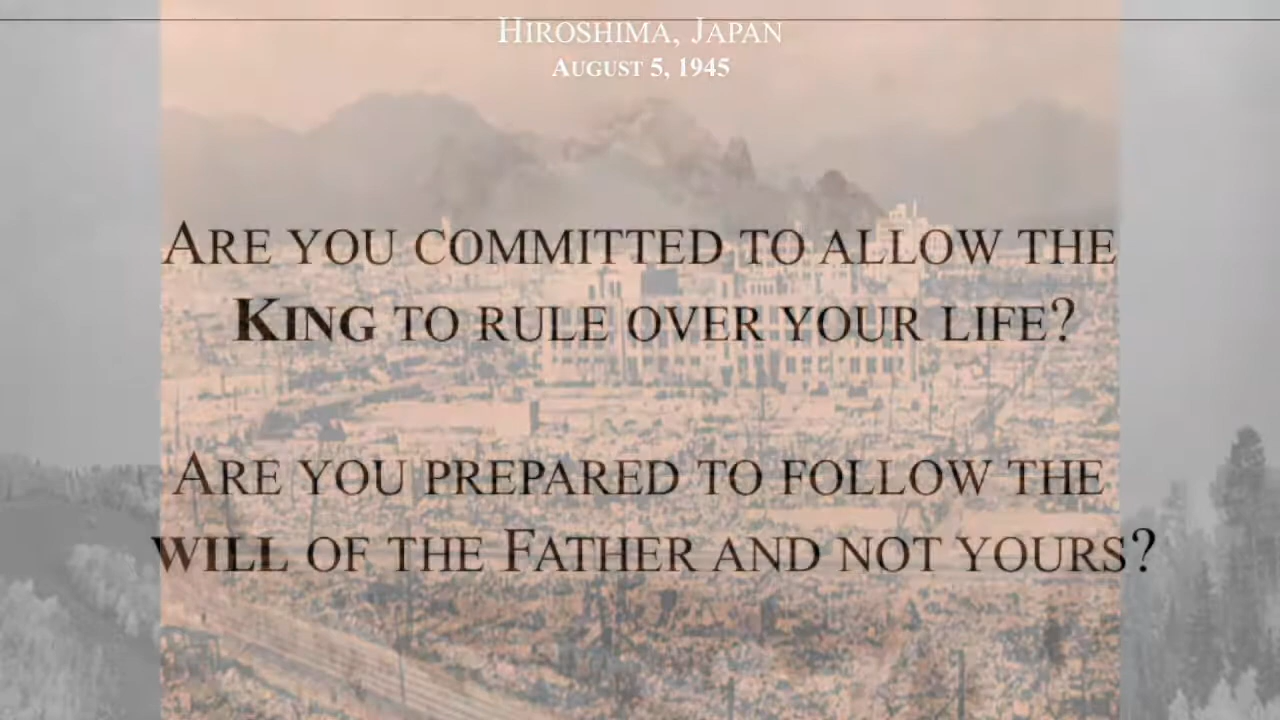 Hiroshima, Japan
August 5, 1945
Are you committed to allow the
King to rule over your life?
Are you prepared to follow the
will of the Father and not yours?